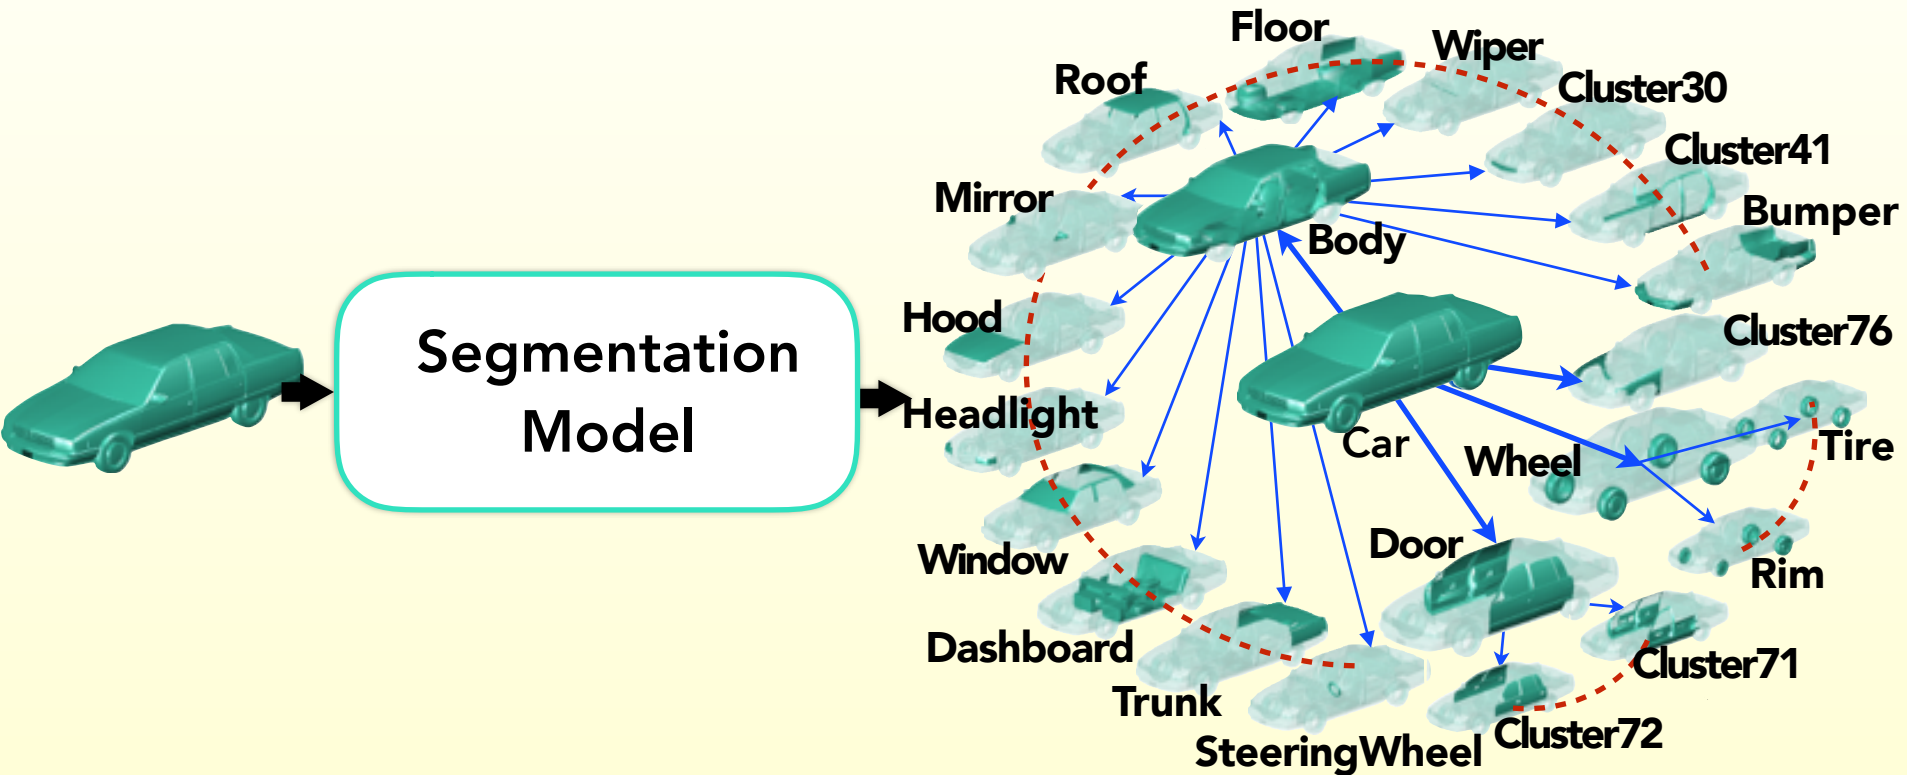 Segmentation
Model
Floor
Wiper
Roof
Cluster30
Cluster41
Mirror
Bumper
Body
Hood
Cluster76
Headlight
Car
Wheel
Tire
Door
Window
Rim
Dashboard
Cluster71
Trunk
Cluster72
SteeringWheel